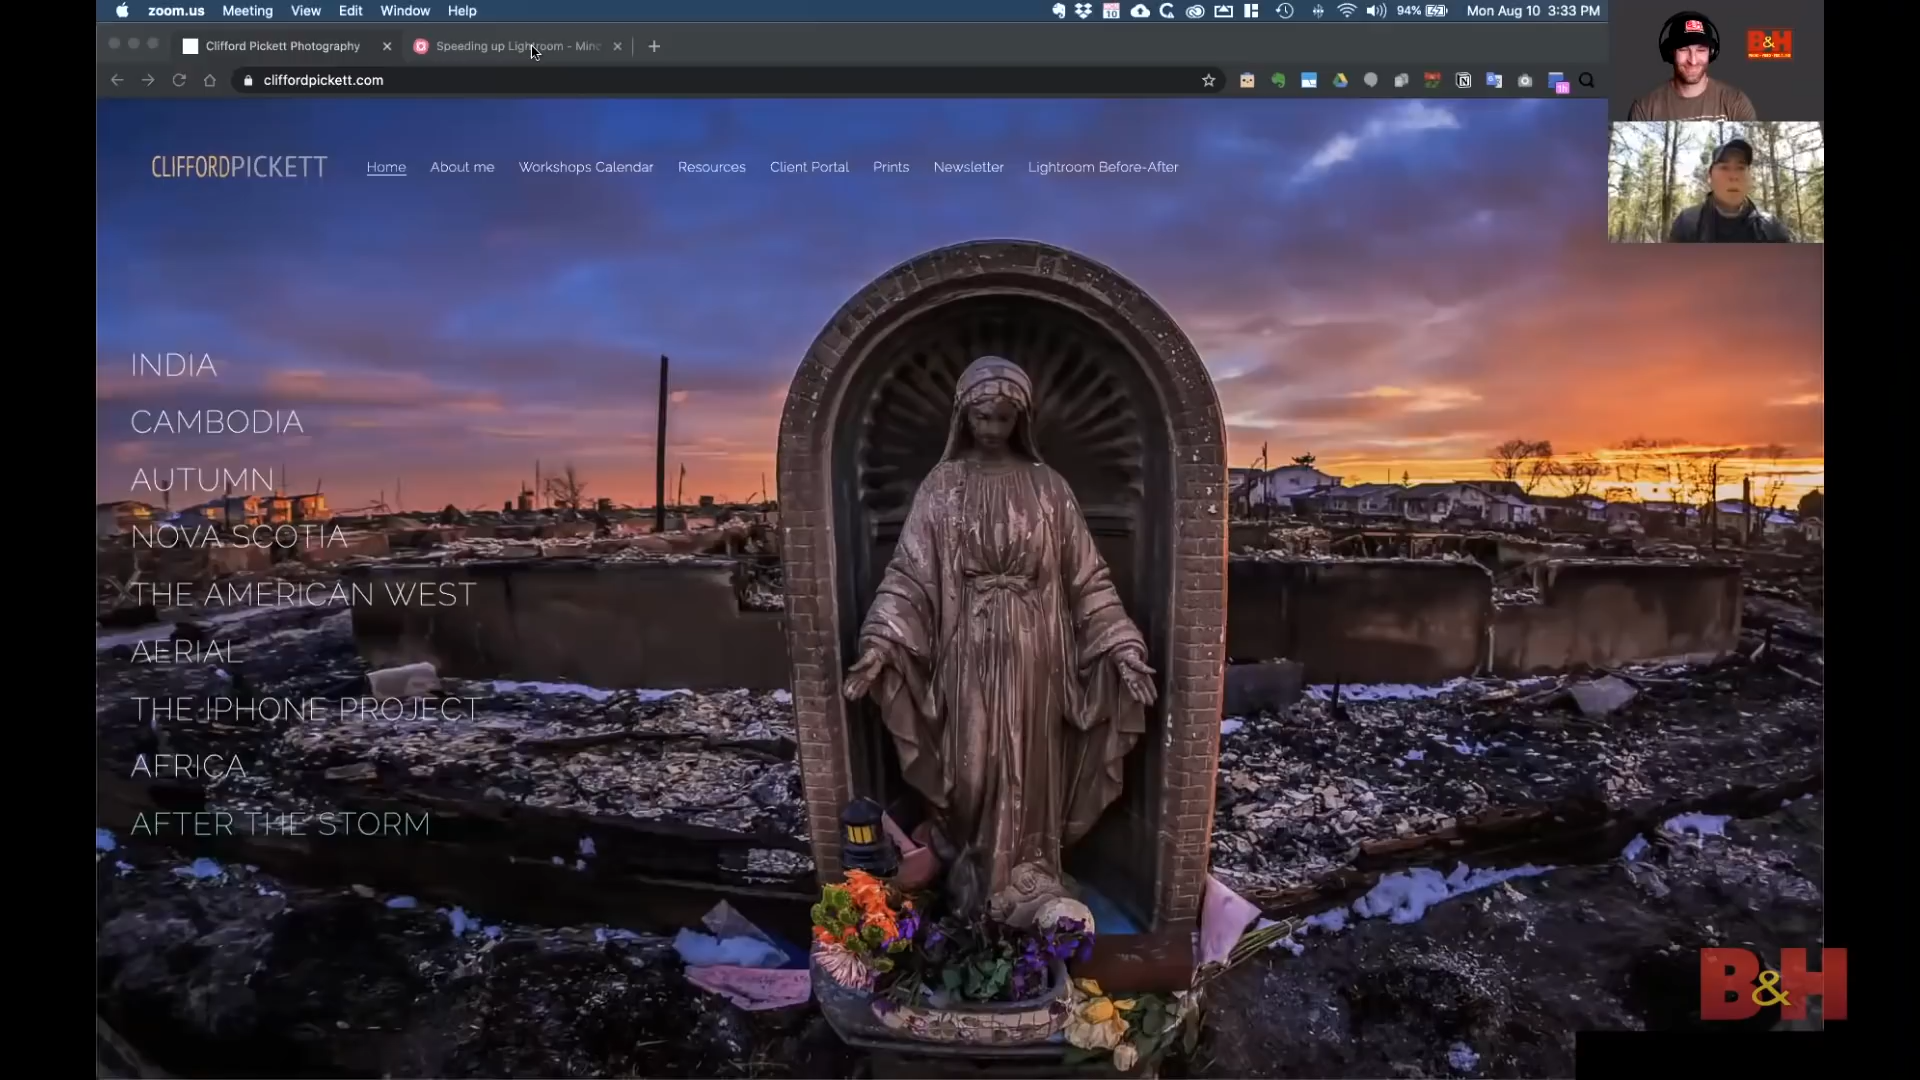 zoom.us Meeting View Edit Window Help 94% Mon Aug 10 3:33 PM
Clifford Pickett Photography Speeding up Lightroom - Min
cliffordpickett.com
B&H
CLIFFORDPICKETT Home About me Workshops Calendar Resources Client Portal Prints Newsletter Lightroom Before-After
INDIA
CAMBODIA
AUTUMN
NOVA SCOTIA
THE AMERICAN WEST
AERIAL
THE IPHONE PROJECT
AFRICA
AFTER THE STORM
B&H